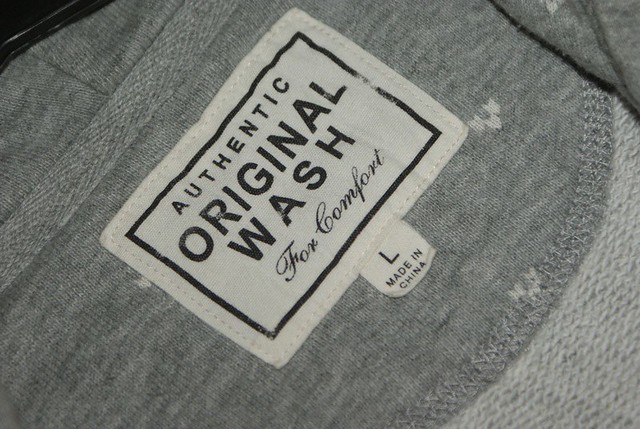 AUTHENTIC
ORIGINAL
WASH
For Comfort
L
MADE IN
CHINA